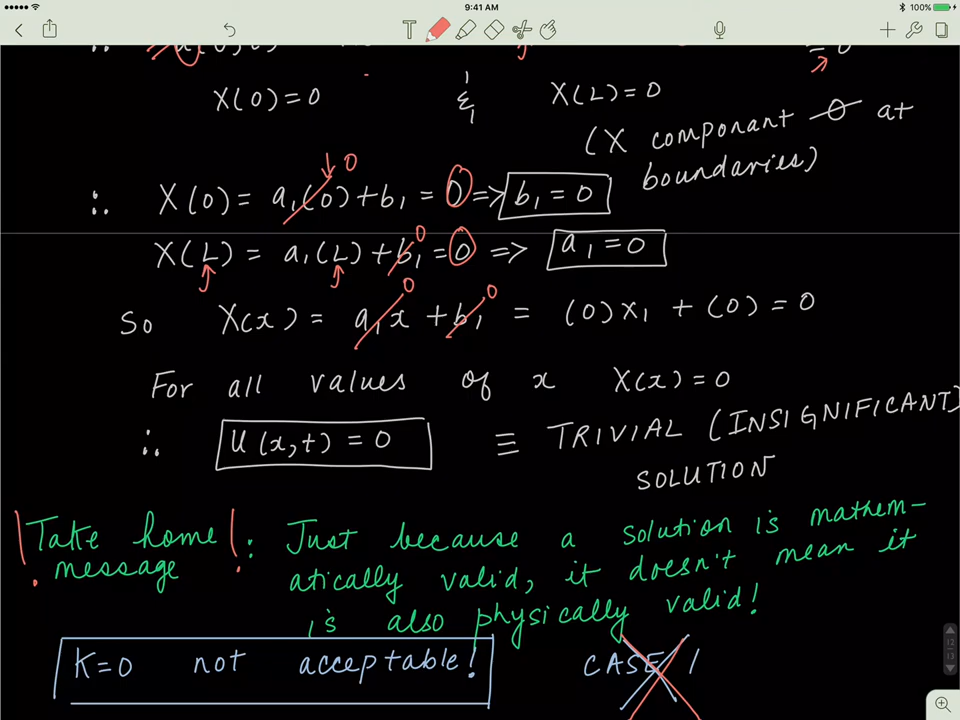 9:41 AM
100%
T
X(0) = 0 & X(L) = 0
(X componant 0 at
boundaries)
∴ X(0) = a₁(0) + b₁ = 0 => b₁ = 0
X(L) = a₁(L) + b₁ = 0 => a₁ = 0
So X(x) = a₁x + b₁ = (0)x₁ + (0) = 0
For all values of x X(x) = 0
∴ U(x,t) = 0 ≡ TRIVIAL (INSIGNIFICANT)
SOLUTION
Take home message : Just because a solution is mathem-
atically valid, it doesn't mean it
is also physically valid!
K=0 not acceptable! CASE 1